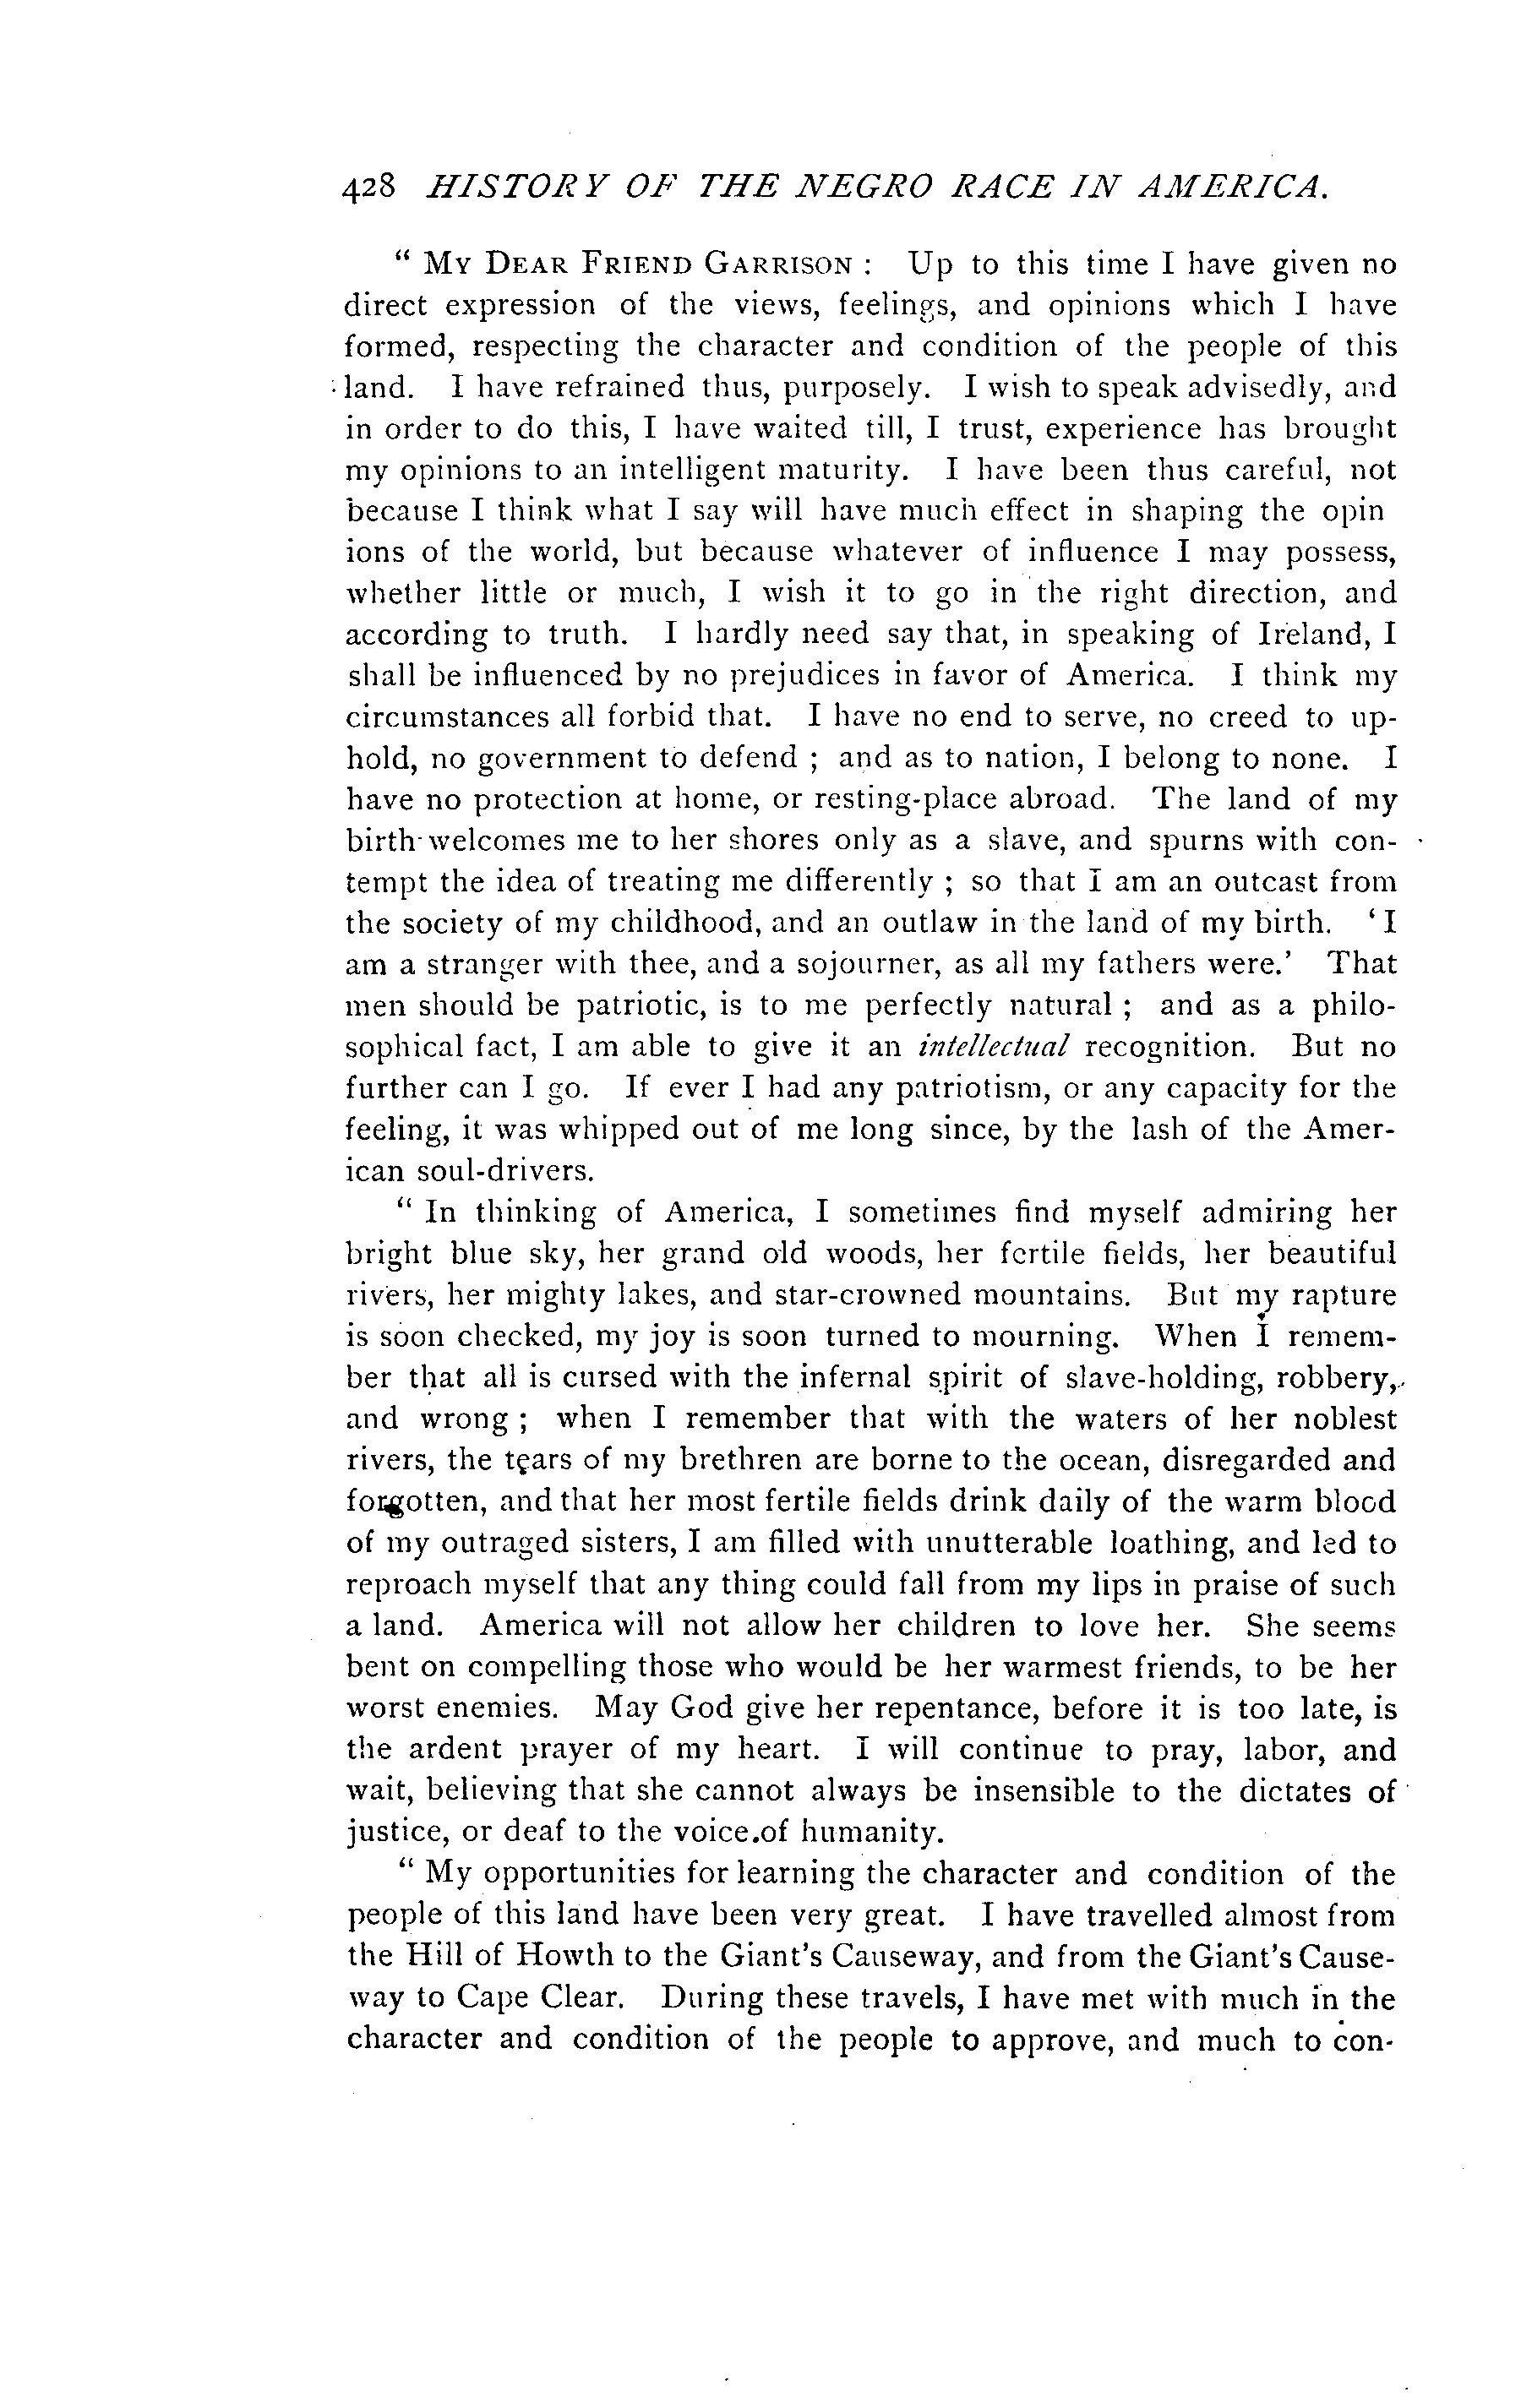 428 HISTORY OF THE NEGRO RACE IN AMERICA.
“ MY DEAR FRIEND GARRISON : Up to this time I have given no
direct expression of the views, feelings, and opinions which I have
formed, respecting the character and condition of the people of this
land. I have refrained thus, purposely. I wish to speak advisedly, and
in order to do this, I have waited till, I trust, experience has brought
my opinions to an intelligent maturity. I have been thus careful, not
because I think what I say will have much effect in shaping the opin
ions of the world, but because whatever of influence I may possess,
whether little or much, I wish it to go in the right direction, and
according to truth. I hardly need say that, in speaking of Ireland, I
shall be influenced by no prejudices in favor of America. I think my
circumstances all forbid that. I have no end to serve, no creed to up-
hold, no government to defend ; and as to nation, I belong to none. I
have no protection at home, or resting-place abroad. The land of my
birth welcomes me to her shores only as a slave, and spurns with con-
tempt the idea of treating me differently ; so that I am an outcast from
the society of my childhood, and an outlaw in the land of my birth. ‘ I
am a stranger with thee, and a sojourner, as all my fathers were.’ That
men should be patriotic, is to me perfectly natural ; and as a philo-
sophical fact, I am able to give it an intellectual recognition. But no
further can I go. If ever I had any patriotism, or any capacity for the
feeling, it was whipped out of me long since, by the lash of the Amer-
ican soul-drivers.
“ In thinking of America, I sometimes find myself admiring her
bright blue sky, her grand old woods, her fertile fields, her beautiful
rivers, her mighty lakes, and star-crowned mountains. But my rapture
is soon checked, my joy is soon turned to mourning. When I remem-
ber that all is cursed with the infernal spirit of slave-holding, robbery,
and wrong ; when I remember that with the waters of her noblest
rivers, the tears of my brethren are borne to the ocean, disregarded and
forgotten, and that her most fertile fields drink daily of the warm blood
of my outraged sisters, I am filled with unutterable loathing, and led to
reproach myself that any thing could fall from my lips in praise of such
a land. America will not allow her children to love her. She seems
bent on compelling those who would be her warmest friends, to be her
worst enemies. May God give her repentance, before it is too late, is
the ardent prayer of my heart. I will continue to pray, labor, and
wait, believing that she cannot always be insensible to the dictates of
justice, or deaf to the voice of humanity.
“ My opportunities for learning the character and condition of the
people of this land have been very great. I have travelled almost from
the Hill of Howth to the Giant's Causeway, and from the Giant's Cause-
way to Cape Clear. During these travels, I have met with much in the
character and condition of the people to approve, and much to con-